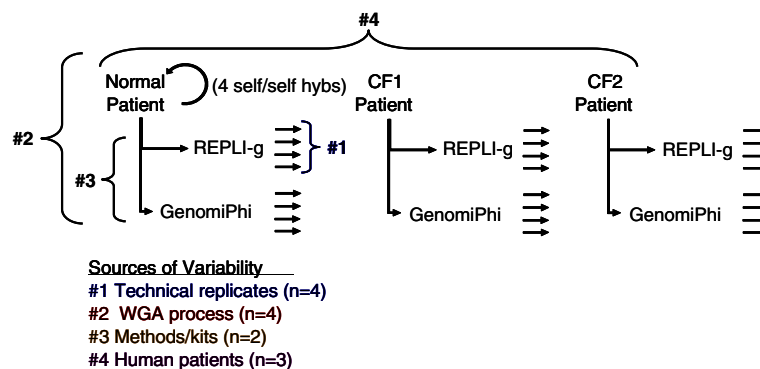 #4
Normal
Patient
(4 self/self hybs)
CF1
Patient
CF2
Patient
#2
REPLI-g
#1
REPLI-g
REPLI-g
#3
GenomiPhi
GenomiPhi
GenomiPhi
Sources of Variability
#1 Technical replicates (n=4)
#2 WGA process (n=4)
#3 Methods/kits (n=2)
#4 Human patients (n=3)